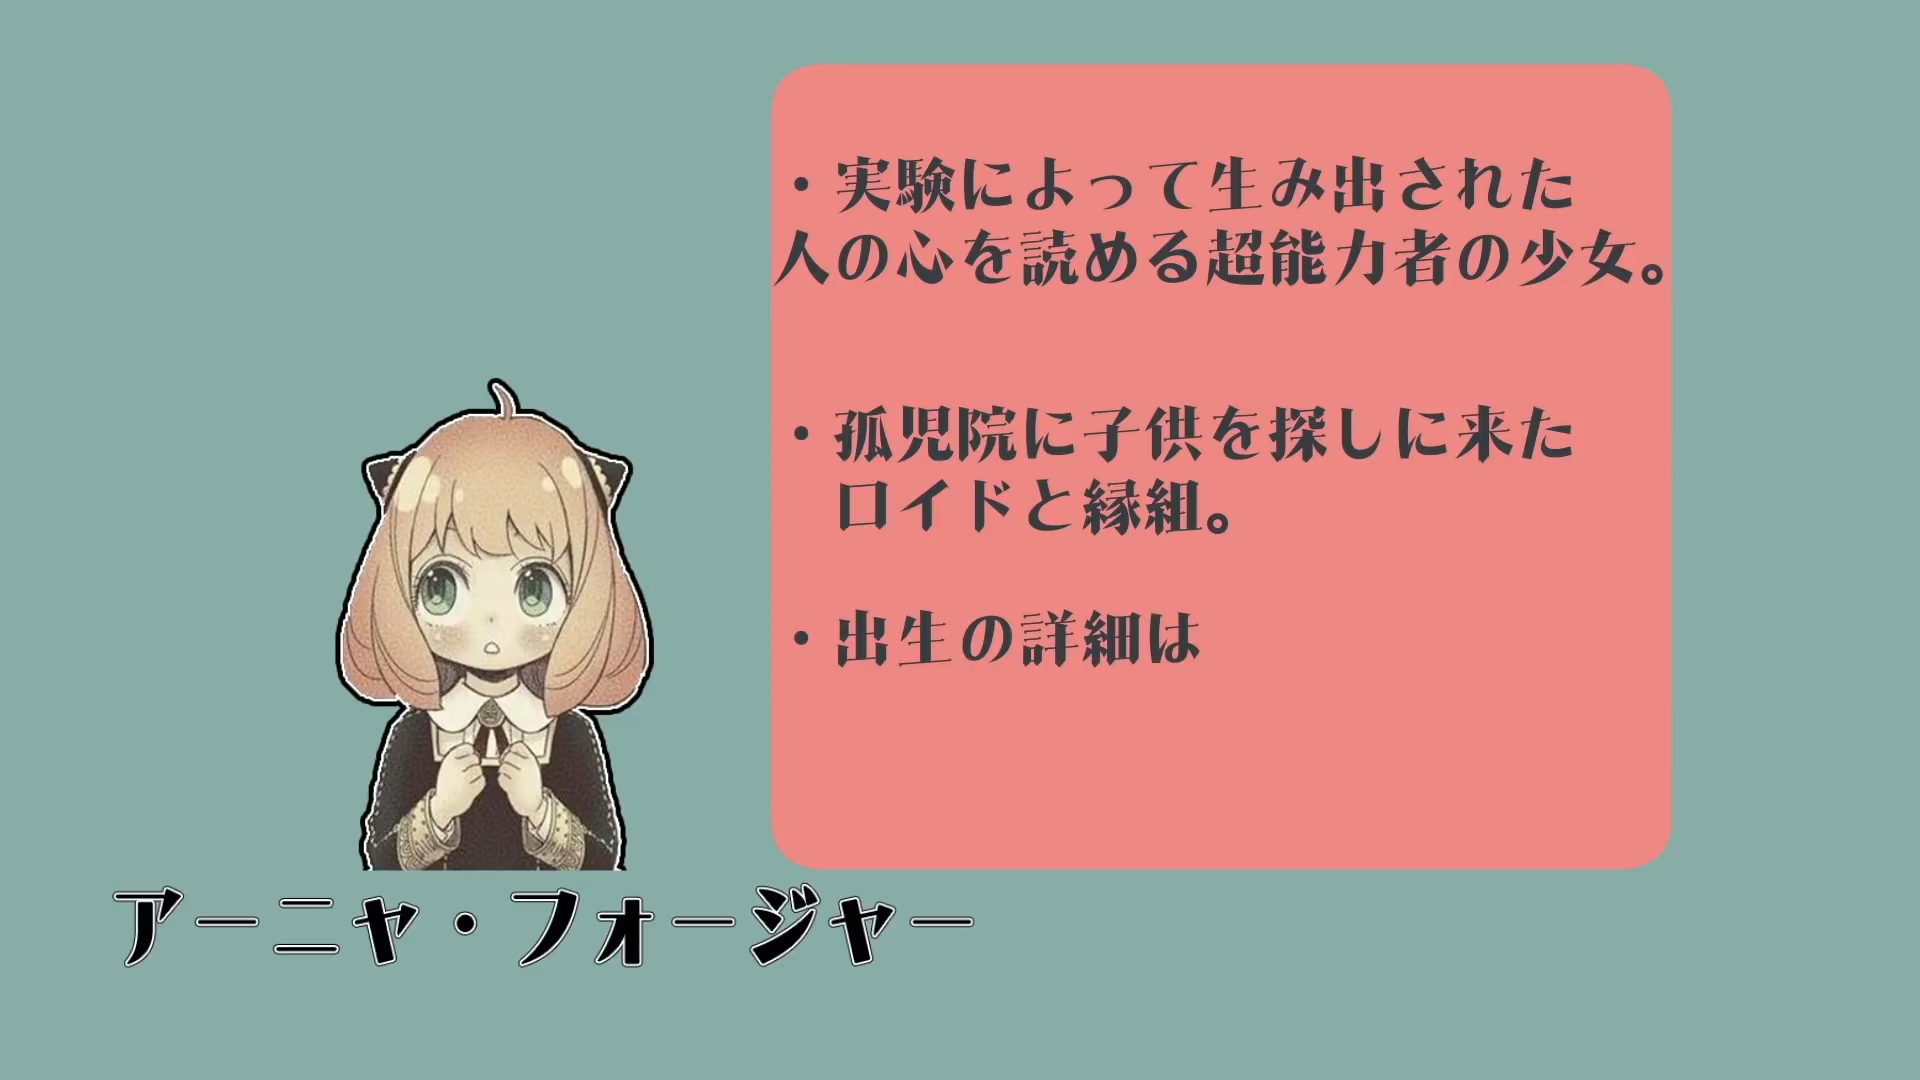 ・実験によって生み出された
人の心を読める超能力者の少女。
・孤児院に子供を探しに来た
ロイドと縁組。
・出生の詳細は
アーニャ・フォージャー